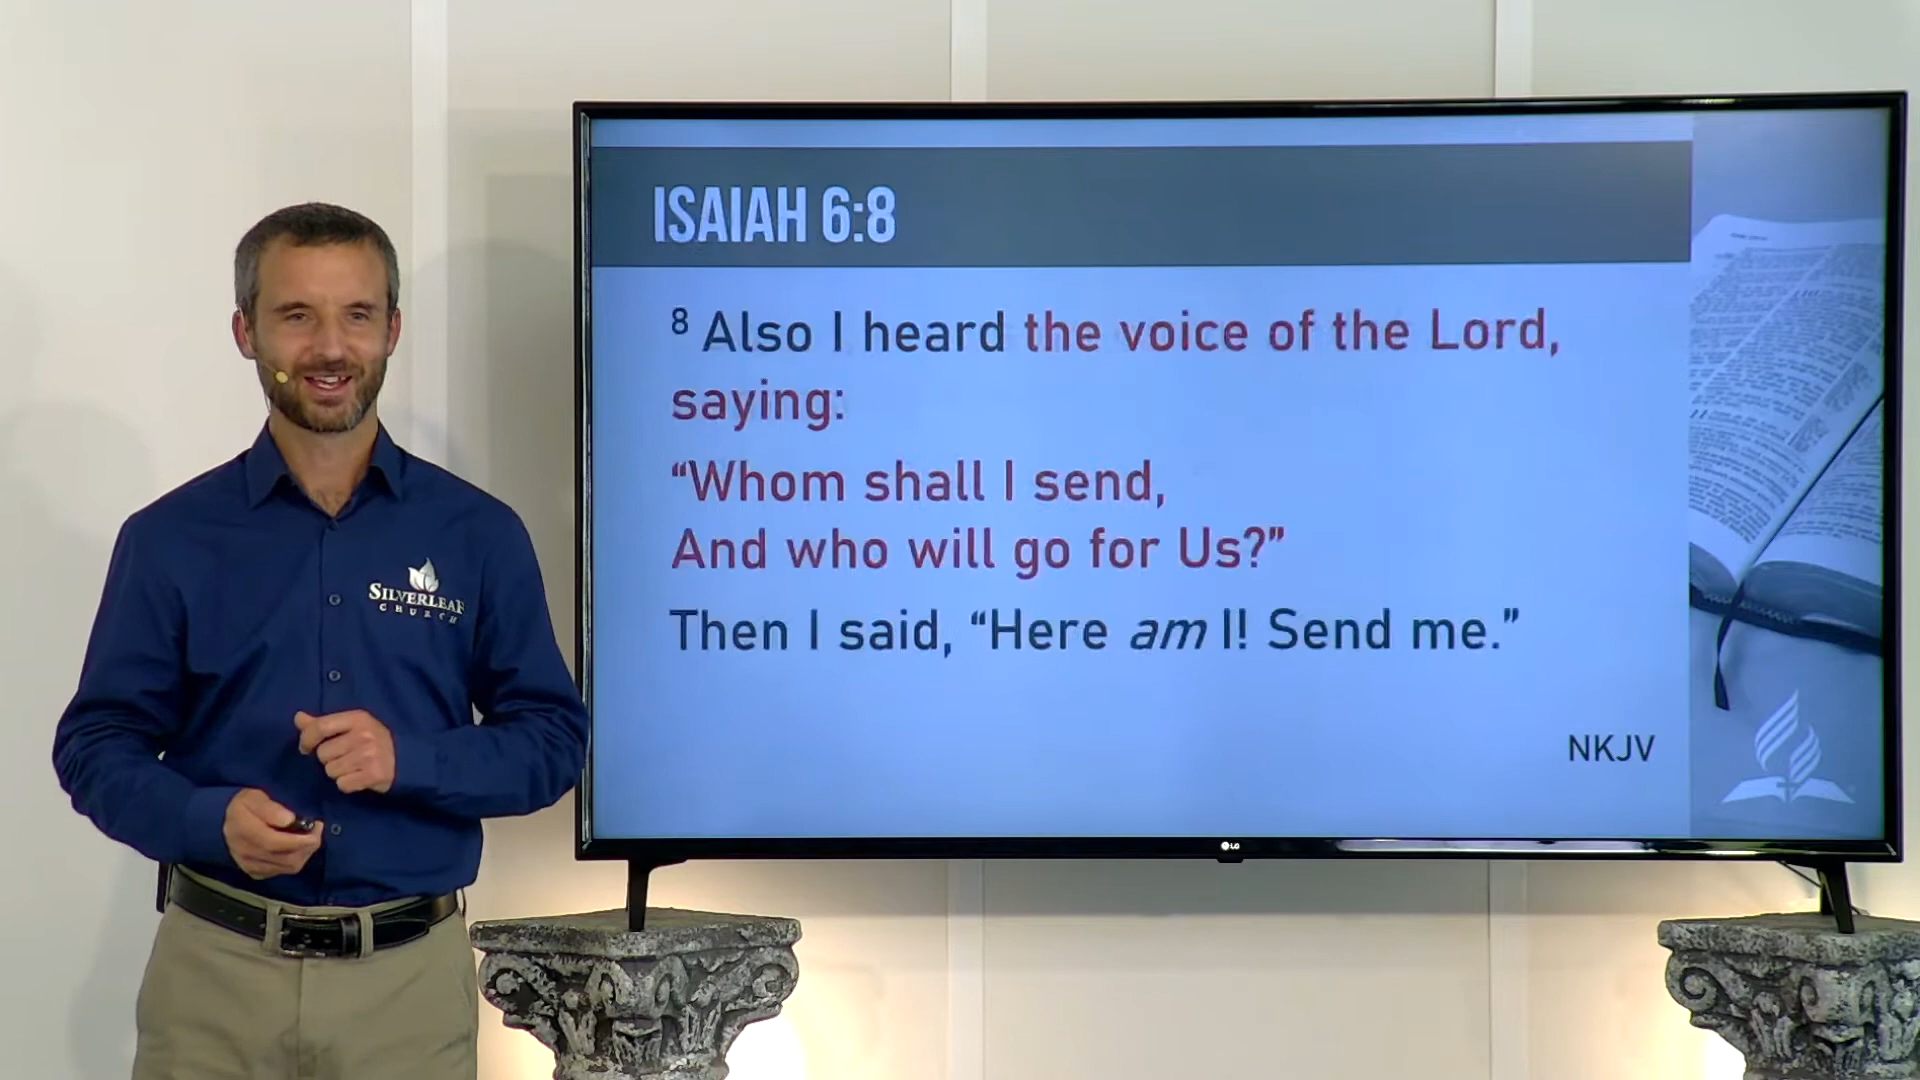 SILVERLEAF
CHURCH
ISAIAH 6:8
8 Also I heard the voice of the Lord,
saying:
“Whom shall I send,
And who will go for Us?”
Then I said, “Here am I! Send me.”
NKJV
LG